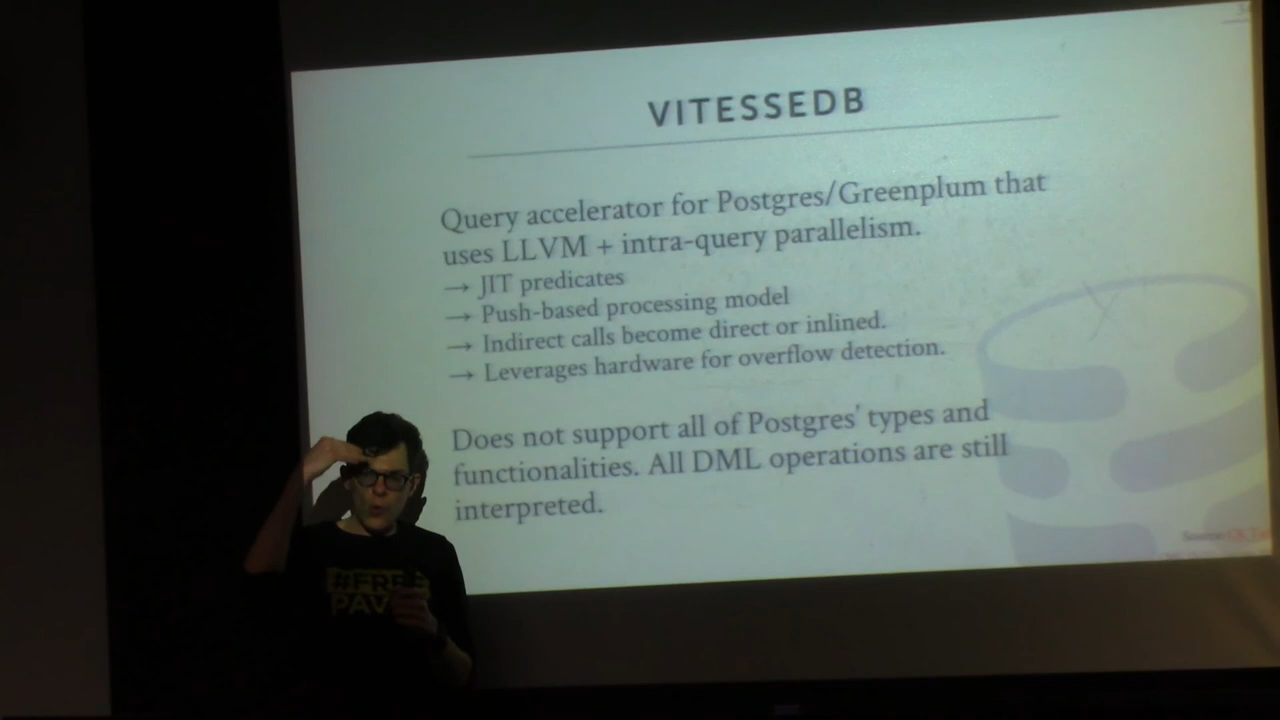 VITESSEDB
Query accelerator for Postgres/Greenplum that
uses LLVM + intra-query parallelism.
→ JIT predicates
→ Push-based processing model
→ Indirect calls become direct or inlined.
→ Leverages hardware for overflow detection.
Does not support all of Postgres' types and
functionalities. All DML operations are still
interpreted.
#FREE
PAV